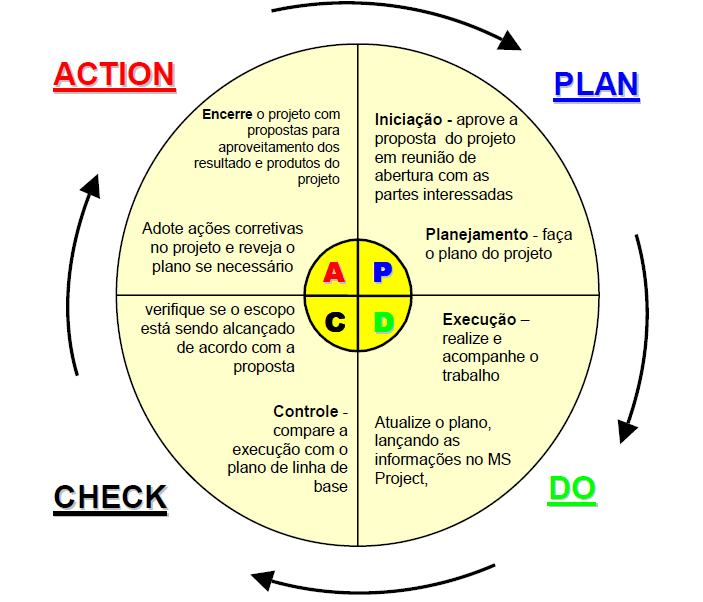 ACTION
PLAN
Encerre o projeto com
propostas para
aproveitamento dos
resultado e produtos do
projeto
Adote ações corretivas
no projeto e reveja o
plano se necessário
Iniciação - aprove a
proposta do projeto
em reunião de
abertura com as
partes interessadas
Planejamento - faça
o plano do projeto
A
P
C
D
verifique se o escopo
está sendo alcançado
de acordo com a
proposta
Controle -
compare a
execução com o
plano de linha de
base
Execução –
realize e
acompanhe o
trabalho
Atualize o plano,
lançando as
informações no MS
Project,
CHECK
DO